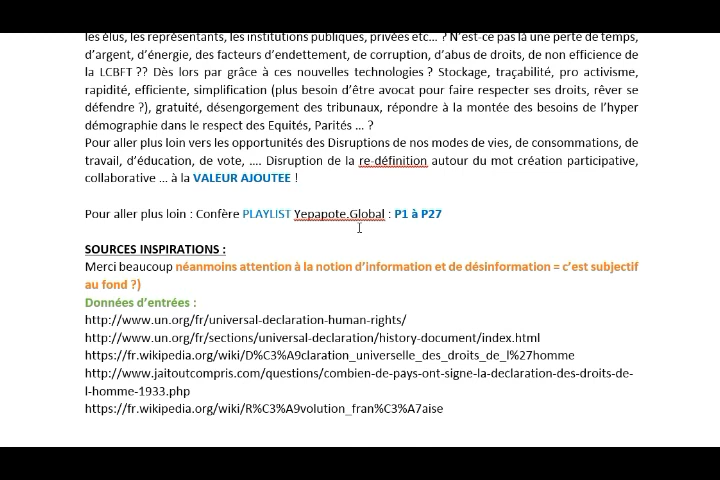 les élus, les représentants, les institutions publiques, privées etc… ? N'est-ce pas là une perte de temps,
d'argent, d'énergie, des facteurs d'endettement, de corruption, d'abus de droits, de non efficience de
la LCBFT ?? Dès lors par grâce à ces nouvelles technologies ? Stockage, traçabilité, pro activisme,
rapidité, efficiente, simplification (plus besoin d'être avocat pour faire respecter ses droits, rêver se
défendre ?), gratuité, désengorgement des tribunaux, répondre à la montée des besoins de l'hyper
démographie dans le respect des Equités, Parités … ?
Pour aller plus loin vers les opportunités des Disruptions de nos modes de vies, de consommations, de
travail, d'éducation, de vote, …. Disruption de la re-définition autour du mot création participative,
collaborative … à la VALEUR AJOUTEE !
Pour aller plus loin : Confère PLAYLIST Yepapote.Global : P1 à P27
SOURCES INSPIRATIONS :
Merci beaucoup néanmoins attention à la notion d'information et de désinformation = c'est subjectif
au fond ?)
Données d'entrées :
http://www.un.org/fr/universal-declaration-human-rights/
http://www.un.org/fr/sections/universal-declaration/history-document/index.html
https://fr.wikipedia.org/wiki/D%C3%A9claration_universelle_des_droits_de_l%27homme
http://www.jaitoutcompris.com/questions/combien-de-pays-ont-signe-la-declaration-des-droits-de-
l-homme-1933.php
https://fr.wikipedia.org/wiki/R%C3%A9volution_fran%C3%A7aise